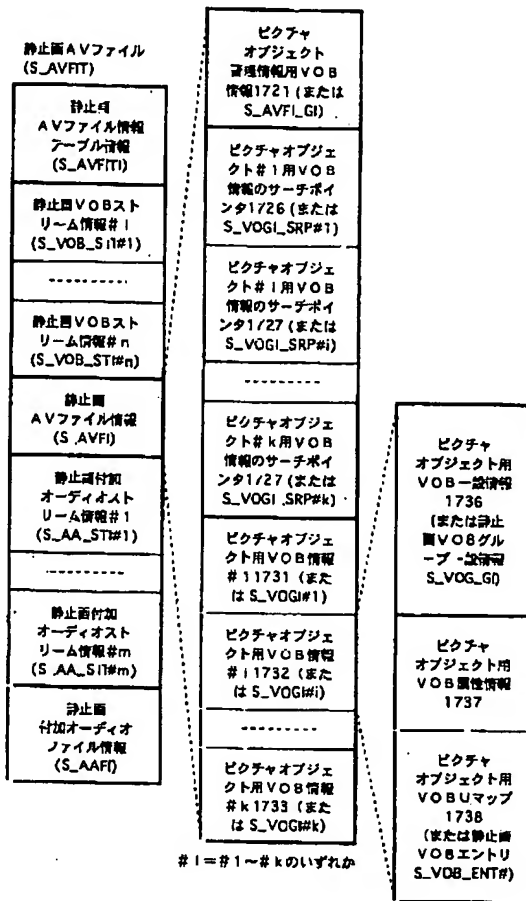 静止画AVファイル
(S_AVFIT)
静止画
AVファイル情報
テーブル情報
(S_AVFITI)
静止画VOBスト
リーム情報#1
(S_VOB_STI#1)
静止画VOBスト
リーム情報#n
(S_VOB_STI#n)
静止画
AVファイル情報
(S_AVFI)
静止画付加
オーディオスト
リーム情報#1
(S_AA_STI#1)
静止画付加
オーディオスト
リーム情報#m
(S_AA_STI#m)
静止画
付加オーディオ
ファイル情報
(S_AAFI)
ピクチャ
オブジェクト
管理情報用VOB
情報1721(または
S_AVFI_GI)
ピクチャオブジェ
クト#1用VOB
情報のサーチポイ
ンタ1726(または
S_VOGI_SRP#1)
ピクチャオブジェ
クト#i用VOB
情報のサーチポイ
ンタ1727(または
S_VOGI_SRP#i)
ピクチャオブジェ
クト#k用VOB
情報のサーチポイ
ンタ1727(または
S_VOGI_SRP#k)
ピクチャオブジェ
クト用VOB情報
#11731(また
はS_VOGI#1)
ピクチャオブジェ
クト用VOB情報
#i1732(また
はS_VOGI#i)
ピクチャオブジェ
クト用VOB情報
#k1733(また
はS_VOGI#k)
#i=#1~#kのいずれか
ピクチャ
オブジェクト用
VOB一般情報
1736
(または静止
画VOBグル
ープ一般情報
S_VOG_GI)
ピクチャ
オブジェクト用
VOB属性情報
1737
ピクチャ
オブジェクト用
VOBUマップ
1738
(または静止画
VOBエントリ
S_VOB_ENT#)